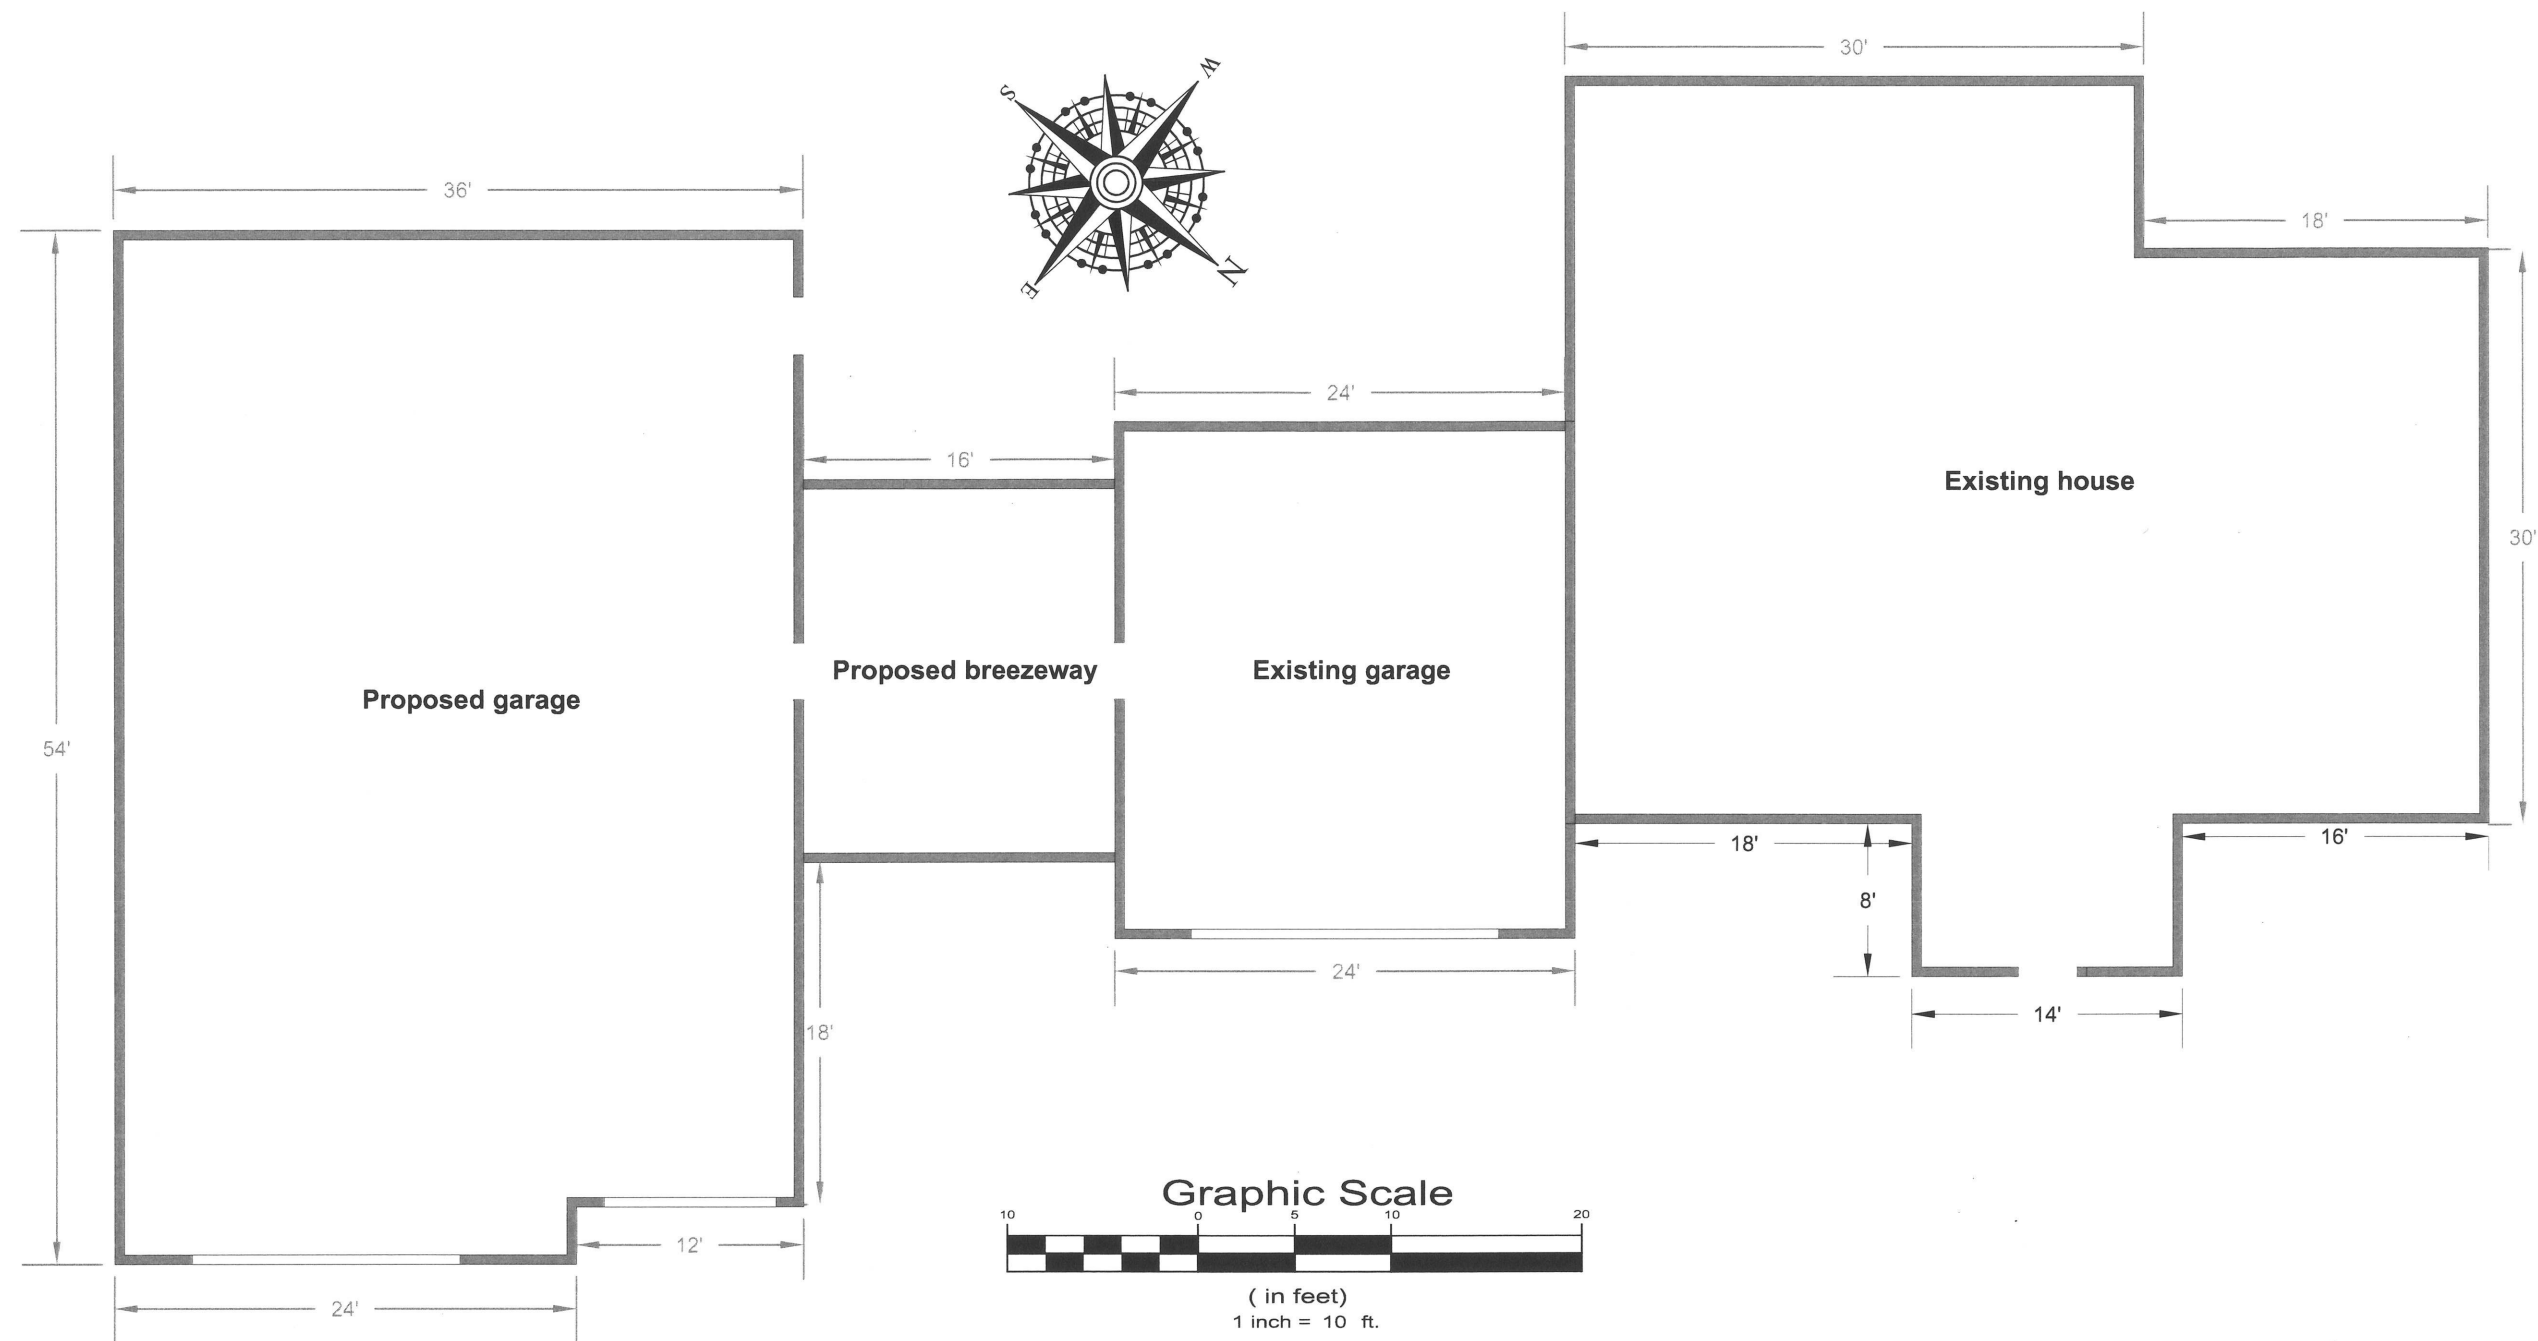 30'
W
S
36'
18'
N
E
24'
16'
Existing house
30'
Proposed breezeway
Existing garage
Proposed garage
54'
18'
16'
8'
24'
14'
18'
Graphic Scale
10 0 5 10 20
12'
( in feet)
24'
1 inch = 10 ft.